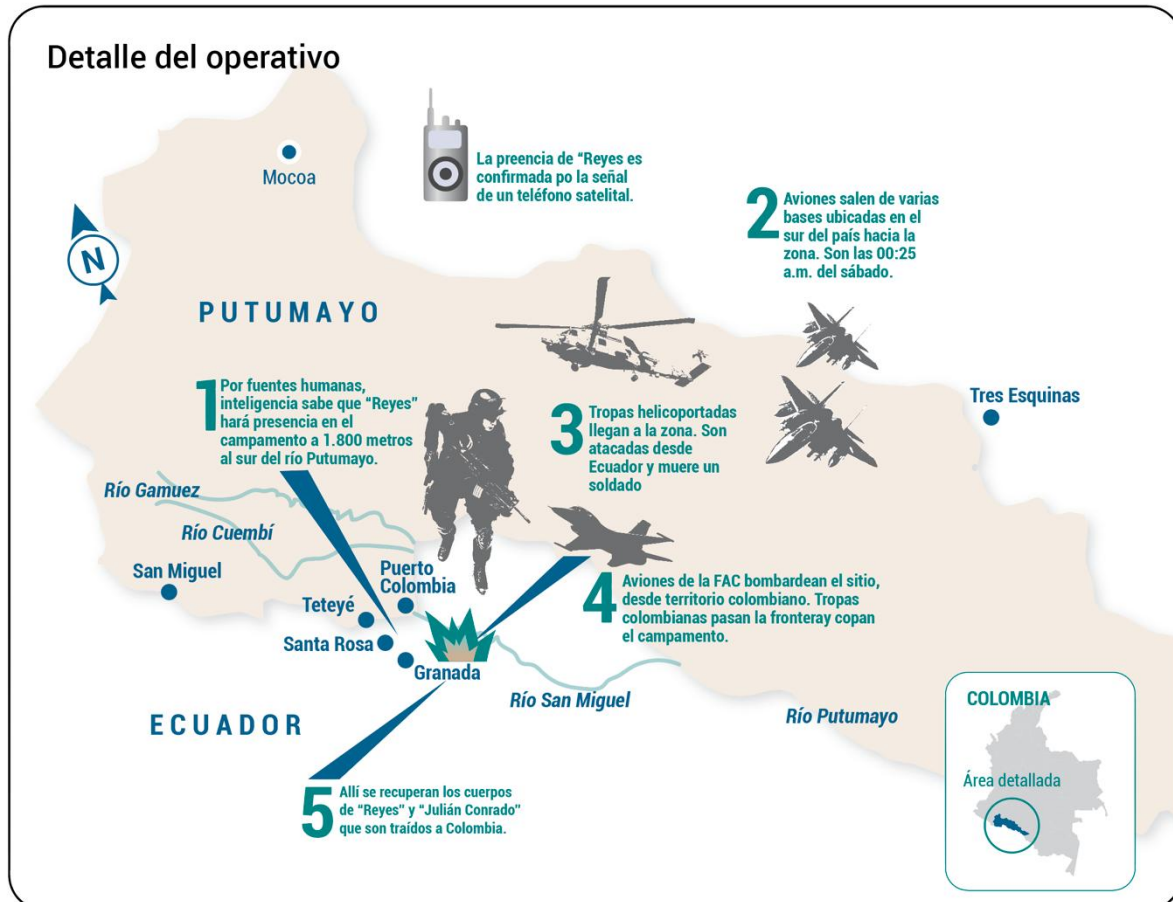 Detalle del operativo
Mocoa
La preencia de “Reyes es
confirmada po la señal
de un teléfono satelital.
2
Aviones salen de varias
bases ubicadas en el
sur del país hacia la
zona. Son las 00:25
a.m. del sábado.
N
PUTUMAYO
1
Por fuentes humanas,
inteligencia sabe que “Reyes”
hará presencia en el
campamento a 1.800 metros
al sur del río Putumayo.
3
Tropas helicoportadas
llegan a la zona. Son
atacadas desde
Ecuador y muere un
soldado
Tres Esquinas
Río Gamuez
Río Cuembí
San Miguel
Puerto
Colombia
Teteyé
Santa Rosa
Granada
4
Aviones de la FAC bombardean el sitio,
desde territorio colombiano. Tropas
colombianas pasan la fronteray copan
el campamento.
Río San Miguel
Río Putumayo
ECUADOR
5
Allí se recuperan los cuerpos
de “Reyes” y “Julián Conrado”
que son traídos a Colombia.
COLOMBIA
Área detallada